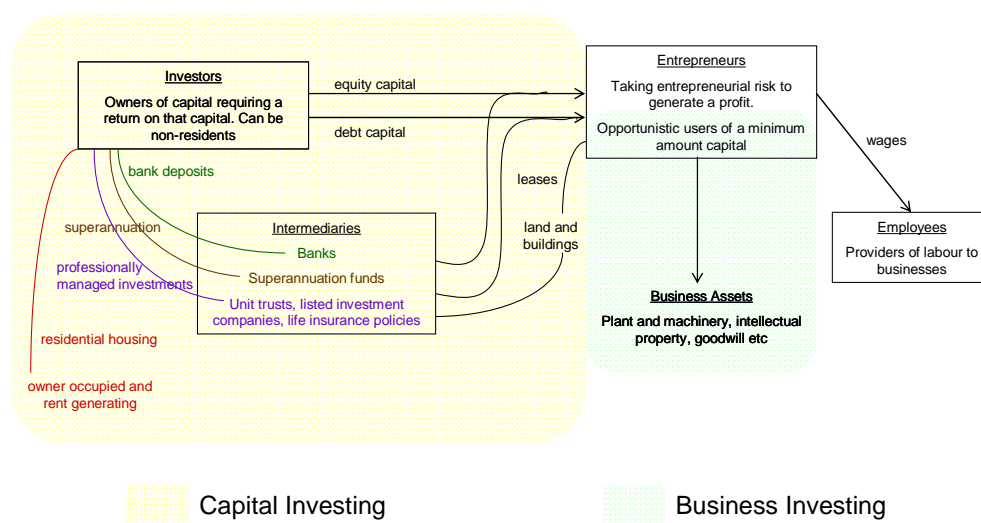 Investors
Owners of capital requiring a
return on that capital. Can be
non-residents
equity capital
debt capital
Entrepreneurs
Taking entrepreneurial risk to
generate a profit.
Opportunistic users of a minimum
amount capital
wages
bank deposits
leases
superannuation
Intermediaries
Banks
Superannuation funds
Unit trusts, listed investment
companies, life insurance policies
land and
buildings
Employees
Providers of labour to
businesses
professionally
managed investments
Business Assets
Plant and machinery, intellectual
property, goodwill etc
residential housing
owner occupied and
rent generating
Capital Investing
Business Investing